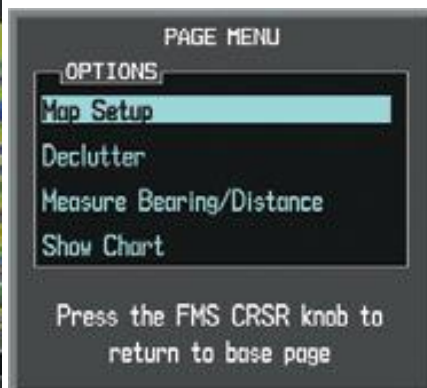 PAGE MENU
OPTIONS
Map Setup
Declutter
Measure Bearing/Distance
Show Chart
Press the FMS CRSR knob to
return to base page